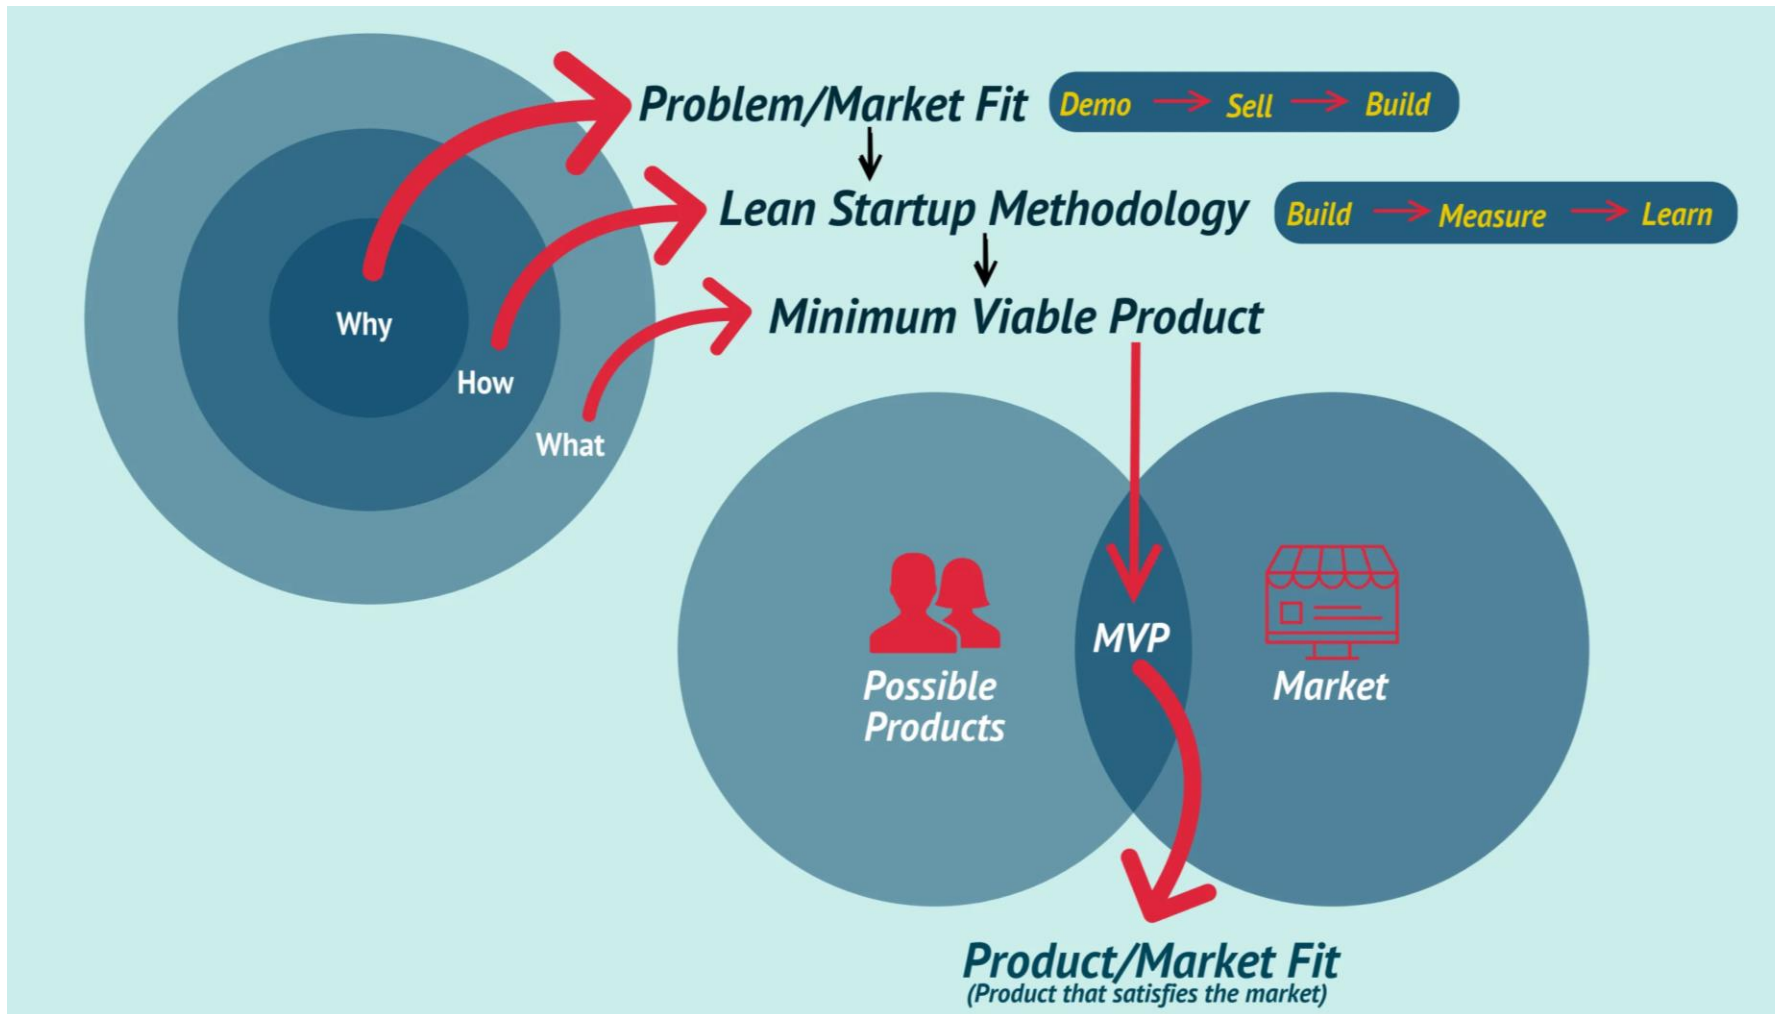 Problem/Market Fit
Demo Sell Build
Lean Startup Methodology
Build Measure Learn
Minimum Viable Product
Why
How
What
MVP
Possible
Products
Market
Product/Market Fit
(Product that satisfies the market)